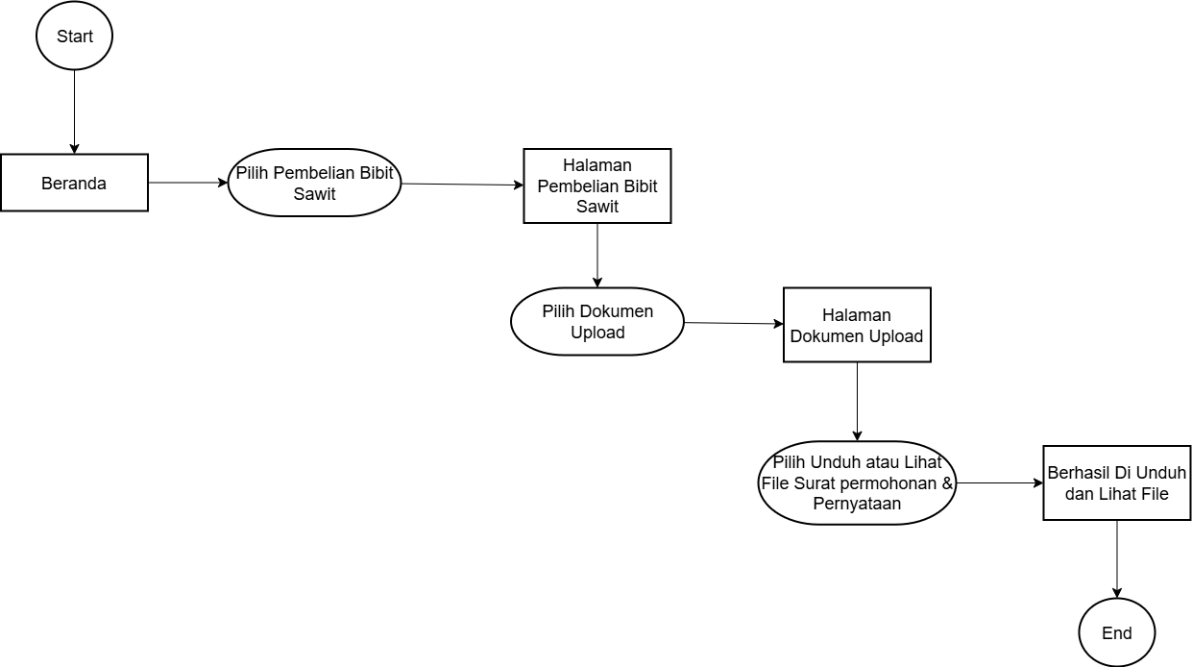 Start
Beranda
Pilih Pembelian Bibit
Sawit
Halaman
Pembelian Bibit
Sawit
Pilih Dokumen
Upload
Halaman
Dokumen Upload
Pilih Unduh atau Lihat
File Surat permohonan &
Pernyataan
Berhasil Di Unduh
dan Lihat File
End